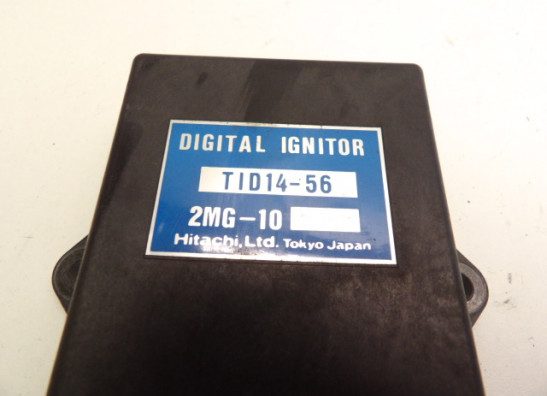 DIGITAL IGNITOR
TID14-56
2MG-10
Hitachi, Ltd. Tokyo Japan